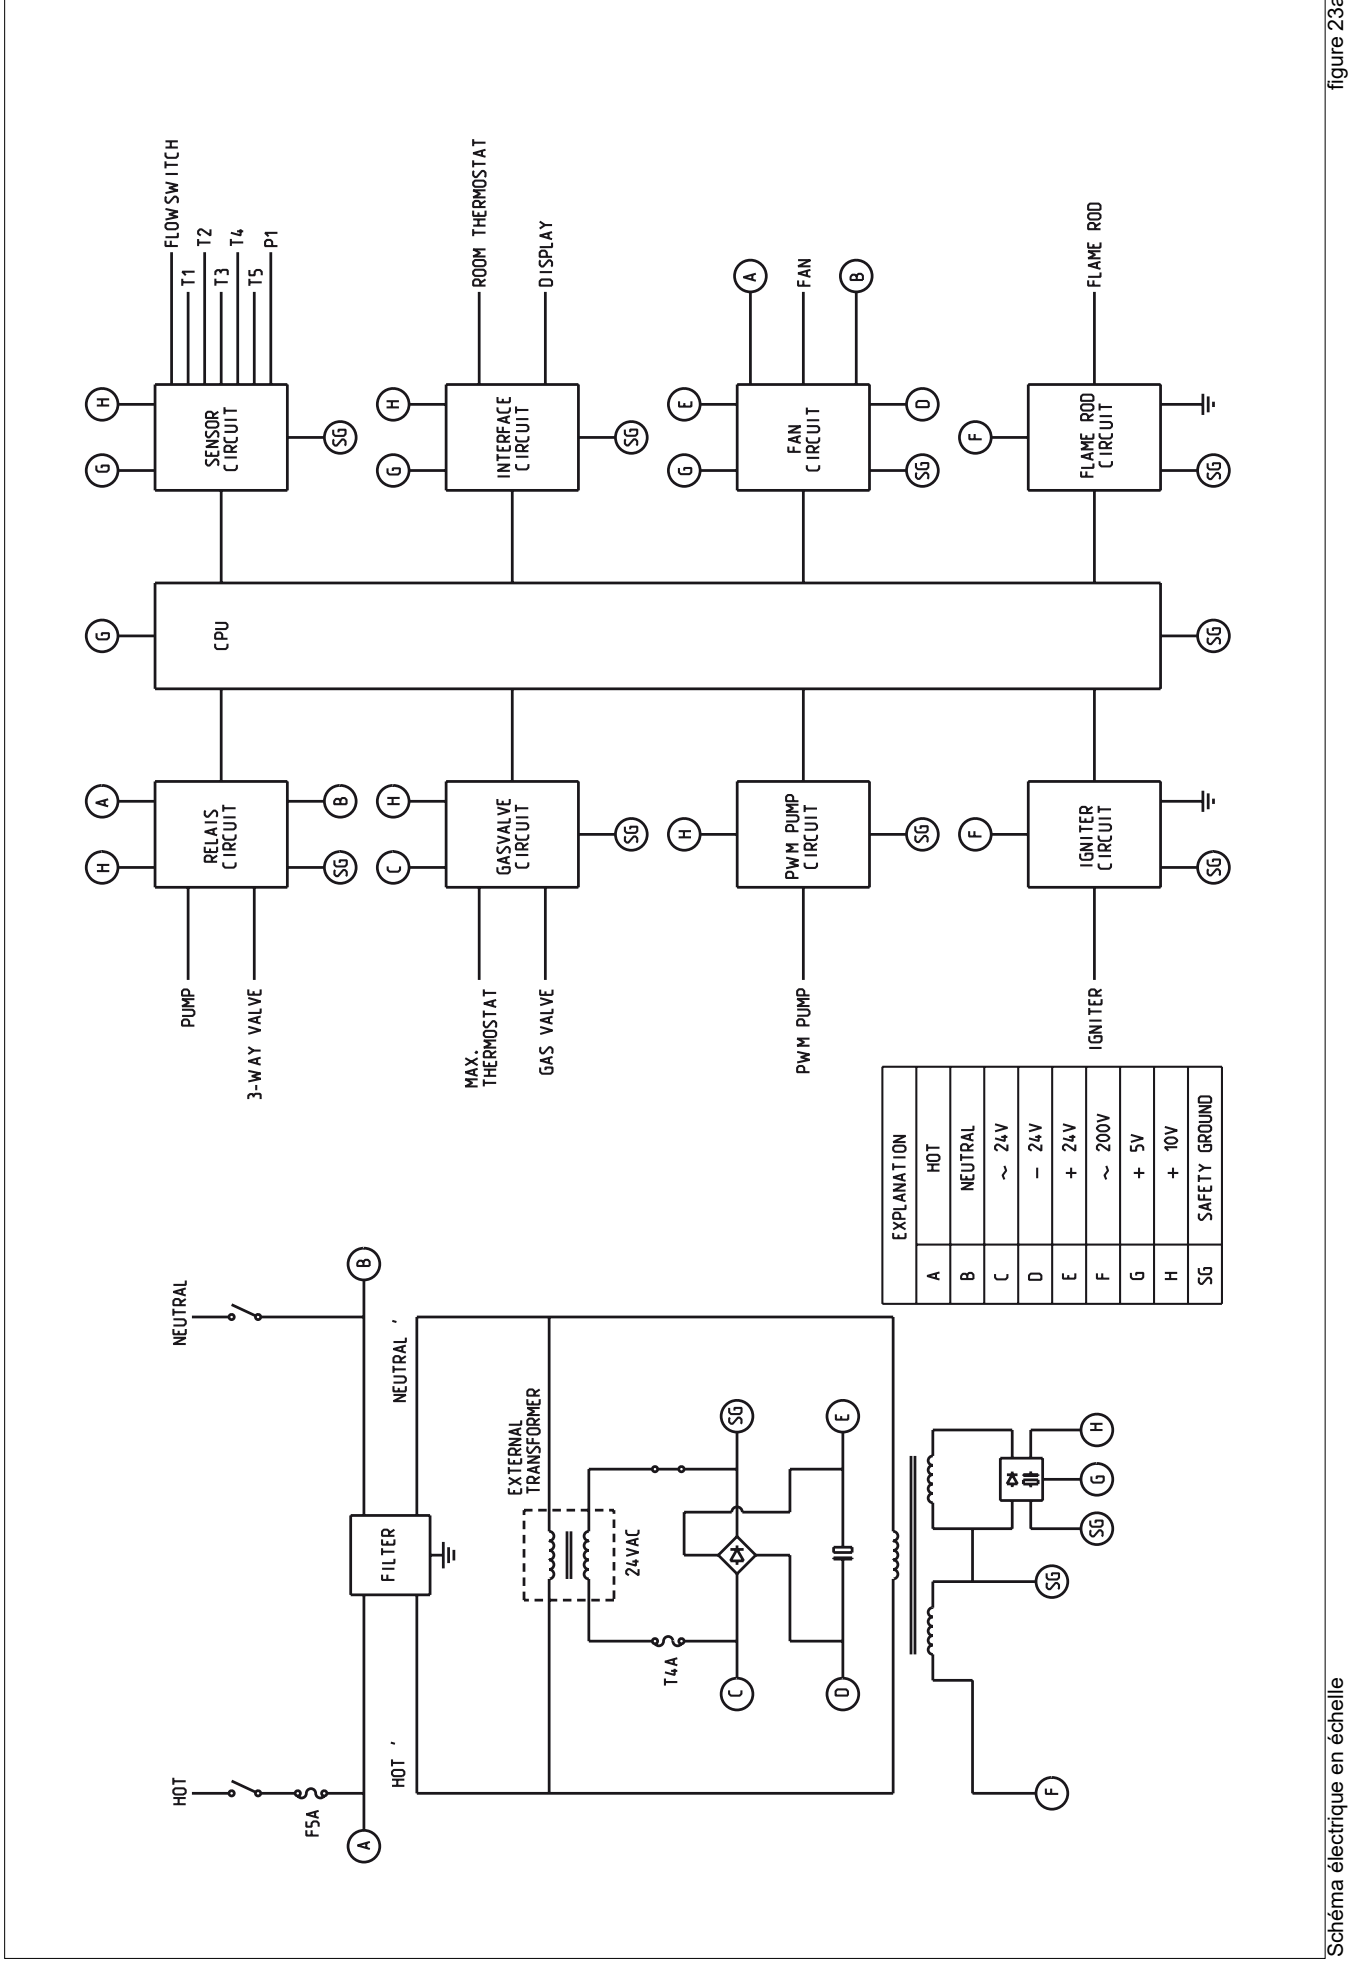 HOT
NEUTRAL
F5A
A
B
FILTER
HOT '
NEUTRAL '
EXTERNAL
TRANSFORMER
24VAC
T4A
C
SG
D
E
F
SG
SG
G
H
EXPLANATION
A HOT
B NEUTRAL
C ~ 24V
D - 24V
E + 24V
F ~ 200V
G + 5V
H + 10V
SG SAFETY GROUND
PUMP
3-WAY VALVE
H
A
RELAIS
CIRCUIT
SG
B
MAX.
THERMOSTAT
GAS VALVE
C
H
GASVALVE
CIRCUIT
SG
PWM PUMP
H
PWM PUMP
CIRCUIT
SG
IGNITER
F
IGNITER
CIRCUIT
SG
G
CPU
SG
G
H
SENSOR
CIRCUIT
SG
FLOWSWITCH
T1
T2
T3
T4
T5
P1
G
H
INTERFACE
CIRCUIT
SG
ROOM THERMOSTAT
DISPLAY
G
E
FAN
CIRCUIT
SG
D
A
FAN
B
F
FLAME ROD
CIRCUIT
SG
FLAME ROD
Schéma électrique en échelle
figure 23a